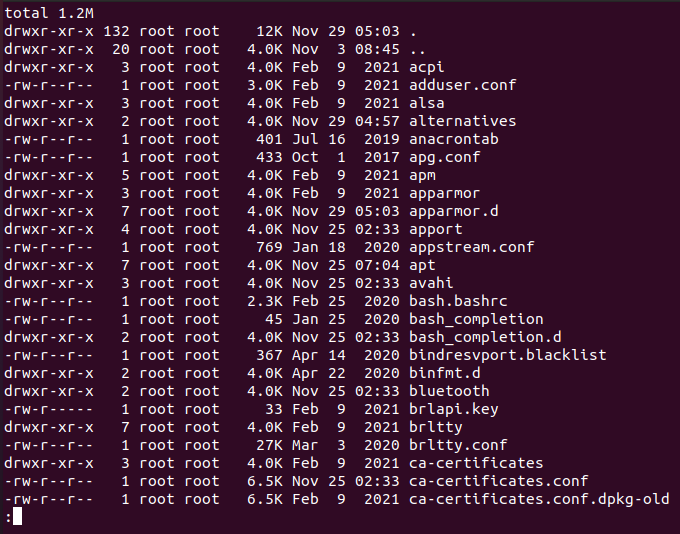 total 1.2M
drwxr-xr-x 132 root root    12K Nov 29 05:03 .
drwxr-xr-x  20 root root   4.0K Nov  3 08:45 ..
drwxr-xr-x   3 root root   4.0K Feb  9  2021 acpi
-rw-r--r--   1 root root   3.0K Feb  9  2021 adduser.conf
drwxr-xr-x   3 root root   4.0K Feb  9  2021 alsa
drwxr-xr-x   2 root root   4.0K Nov 29 04:57 alternatives
-rw-r--r--   1 root root    401 Jul 16  2019 anacrontab
-rw-r--r--   1 root root    433 Oct  1  2017 apg.conf
drwxr-xr-x   5 root root   4.0K Feb  9  2021 apm
drwxr-xr-x   3 root root   4.0K Feb  9  2021 apparmor
drwxr-xr-x   7 root root   4.0K Nov 29 05:03 apparmor.d
drwxr-xr-x   4 root root   4.0K Nov 25 02:33 apport
-rw-r--r--   1 root root    769 Jan 18  2020 appstream.conf
drwxr-xr-x   7 root root   4.0K Nov 25 07:04 apt
drwxr-xr-x   3 root root   4.0K Nov 25 02:33 avahi
-rw-r--r--   1 root root   2.3K Feb 25  2020 bash.bashrc
-rw-r--r--   1 root root     45 Jan 25  2020 bash_completion
drwxr-xr-x   2 root root   4.0K Nov 25 02:33 bash_completion.d
-rw-r--r--   1 root root    367 Apr 14  2020 bindresvport.blacklist
drwxr-xr-x   2 root root   4.0K Apr 22  2020 binfmt.d
drwxr-xr-x   2 root root   4.0K Nov 25 02:33 bluetooth
-rw-r-----   1 root root     33 Feb  9  2021 brlapi.key
drwxr-xr-x   7 root root   4.0K Feb  9  2021 brltty
-rw-r--r--   1 root root    27K Mar  3  2020 brltty.conf
drwxr-xr-x   3 root root   4.0K Feb  9  2021 ca-certificates
-rw-r--r--   1 root root   6.5K Nov 25 02:33 ca-certificates.conf
-rw-r--r--   1 root root   6.5K Feb  9  2021 ca-certificates.conf.dpkg-old
: